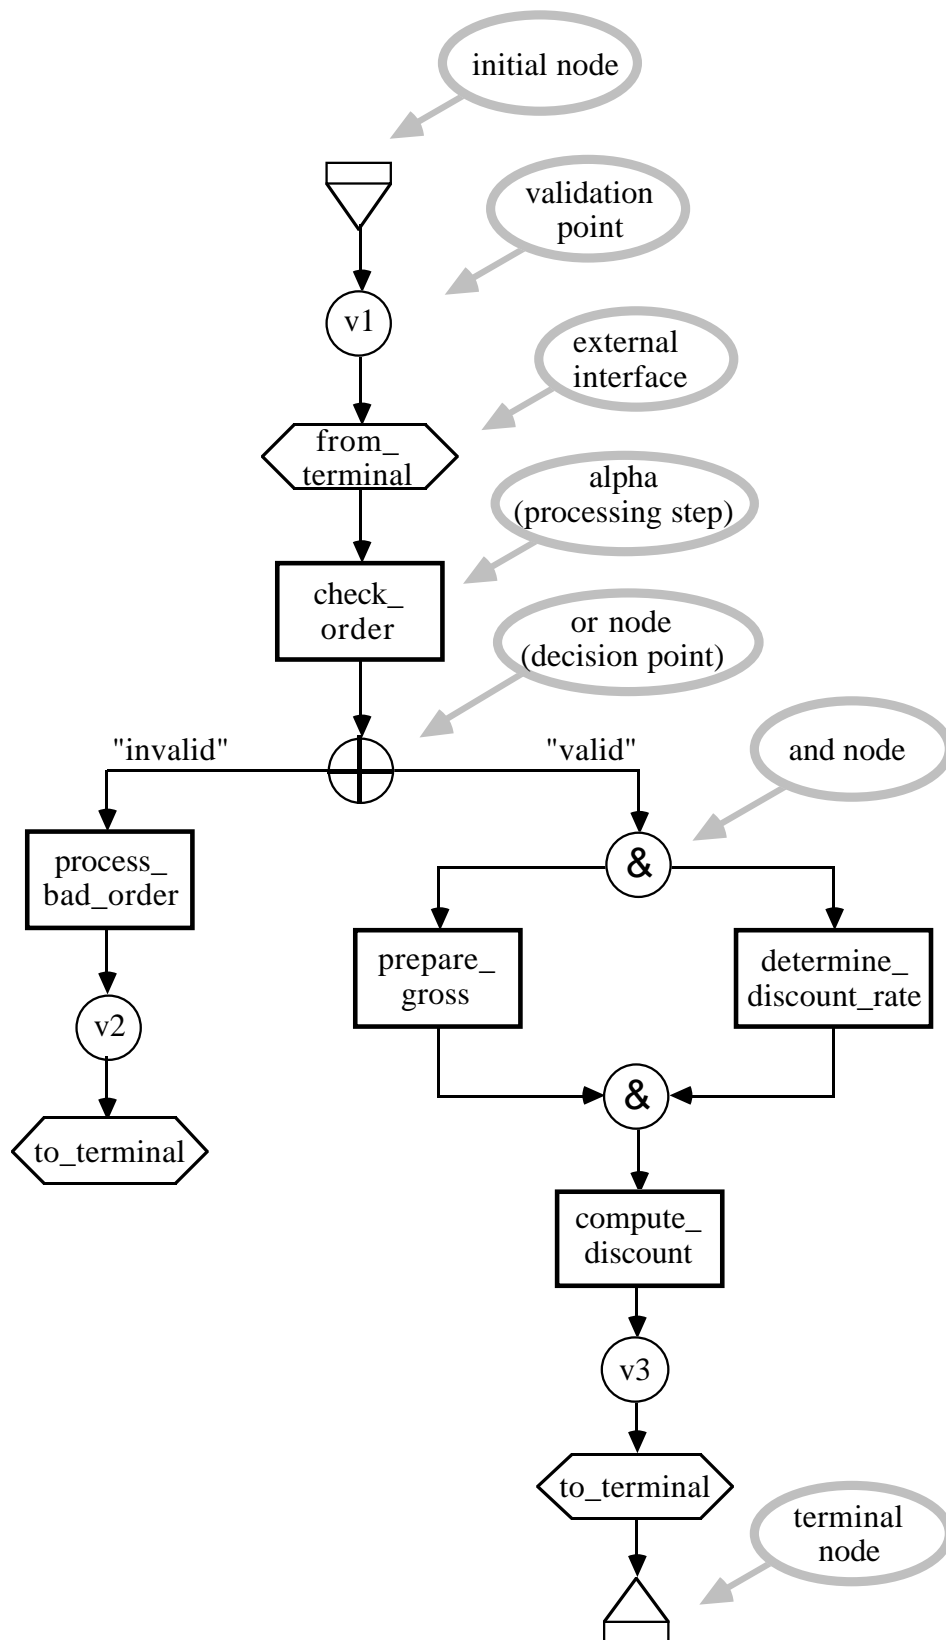 initial node
validation
point
v1
external
interface
from_
terminal
alpha
(processing step)
check_
order
or node
(decision point)
"invalid"
"valid"
and node
process_
bad_order
&
prepare_
gross
determine_
discount_rate
v2
&
to_terminal
compute_
discount
v3
to_terminal
terminal
node